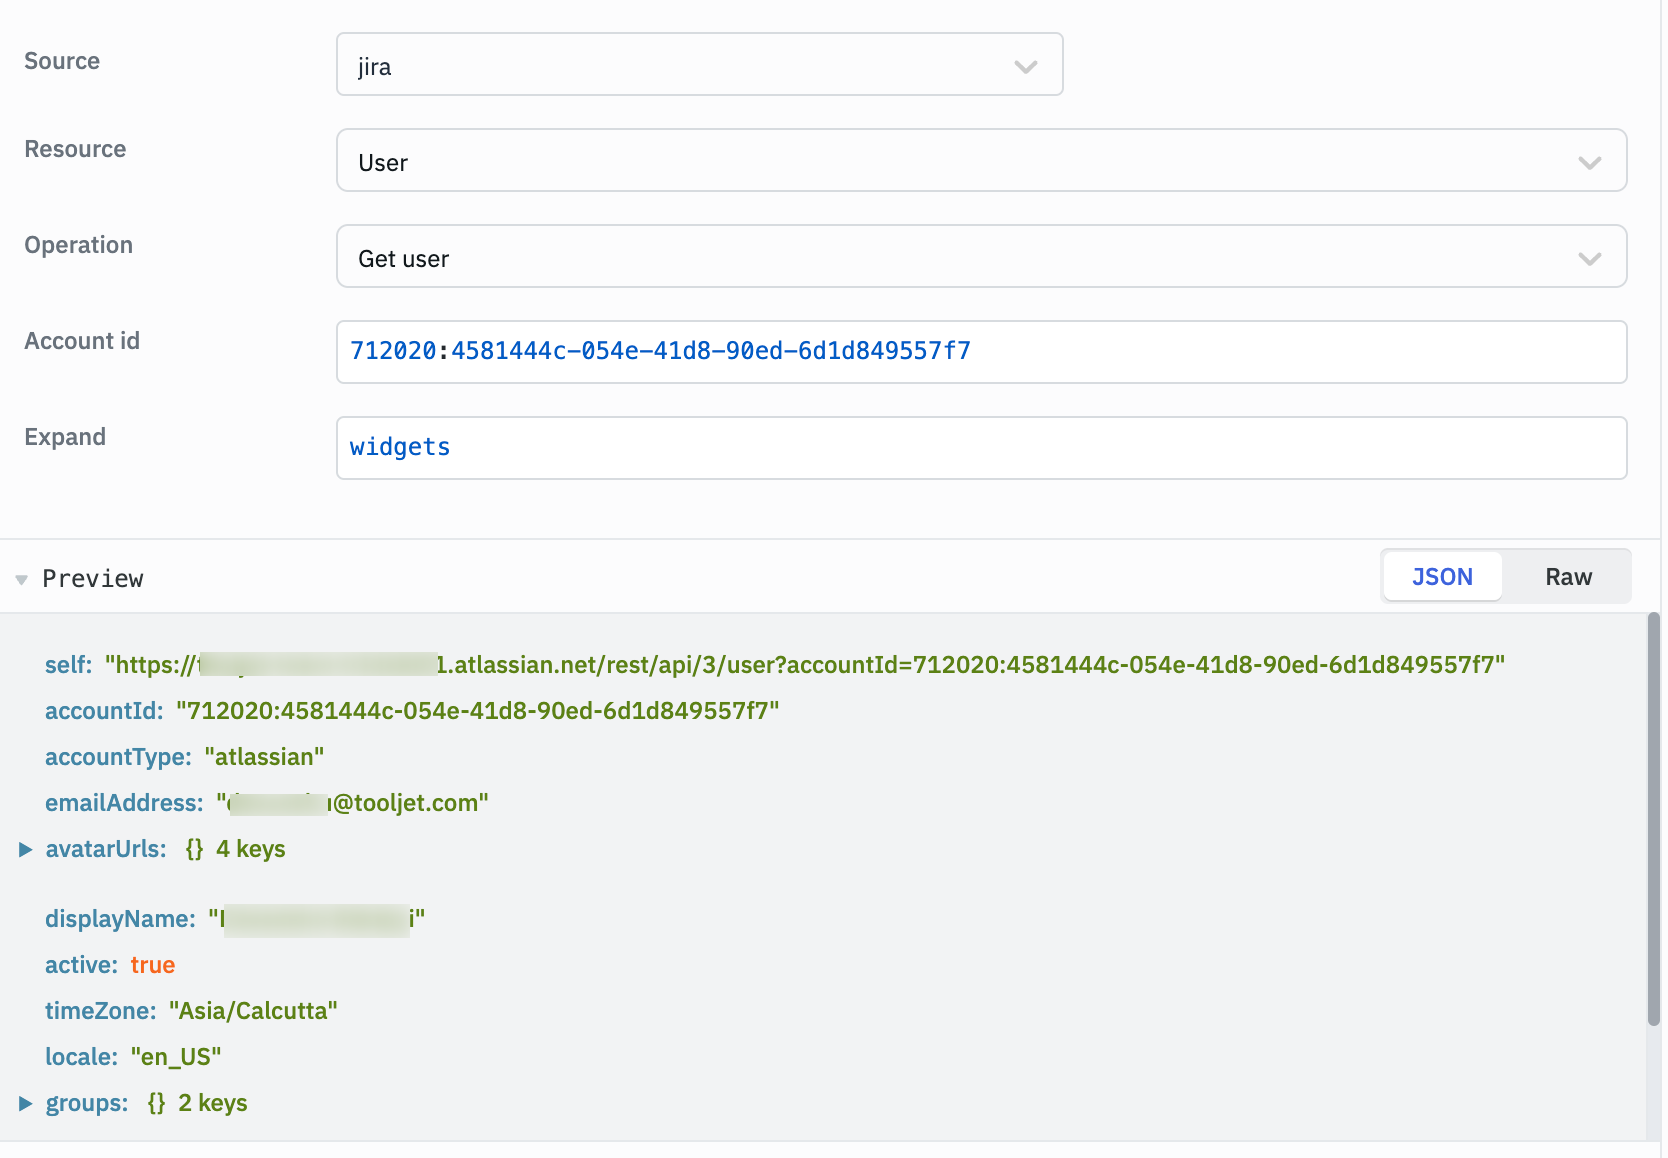 Source
jira
Resource
User
Operation
Get user
Account id
712020:4581444c-054e-41d8-90ed-6d1d849557f7
Expand
widgets
Preview
JSON Raw
self: "https:// 1.atlassian.net/rest/api/3/user?accountId=712020:4581444c-054e-41d8-90ed-6d1d849557f7"
accountId: "712020:4581444c-054e-41d8-90ed-6d1d849557f7"
accountType: "atlassian"
emailAddress: " @tooljet.com"
avatarUrls: {} 4 keys
displayName: " i"
active: true
timeZone: "Asia/Calcutta"
locale: "en_US"
groups: {} 2 keys